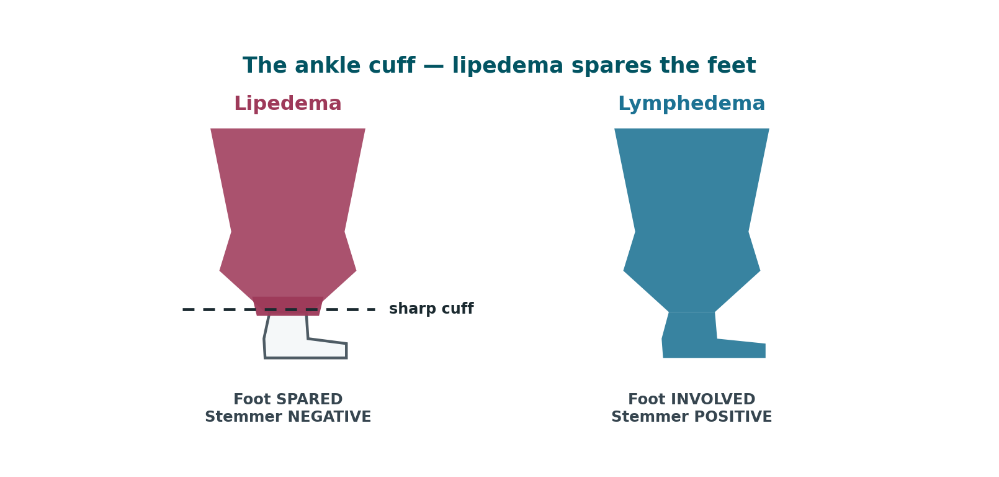 The ankle cuff — lipedema spares the feet
Lipedema
Lymphedema
sharp cuff
Foot SPARED
Stemmer NEGATIVE
Foot INVOLVED
Stemmer POSITIVE